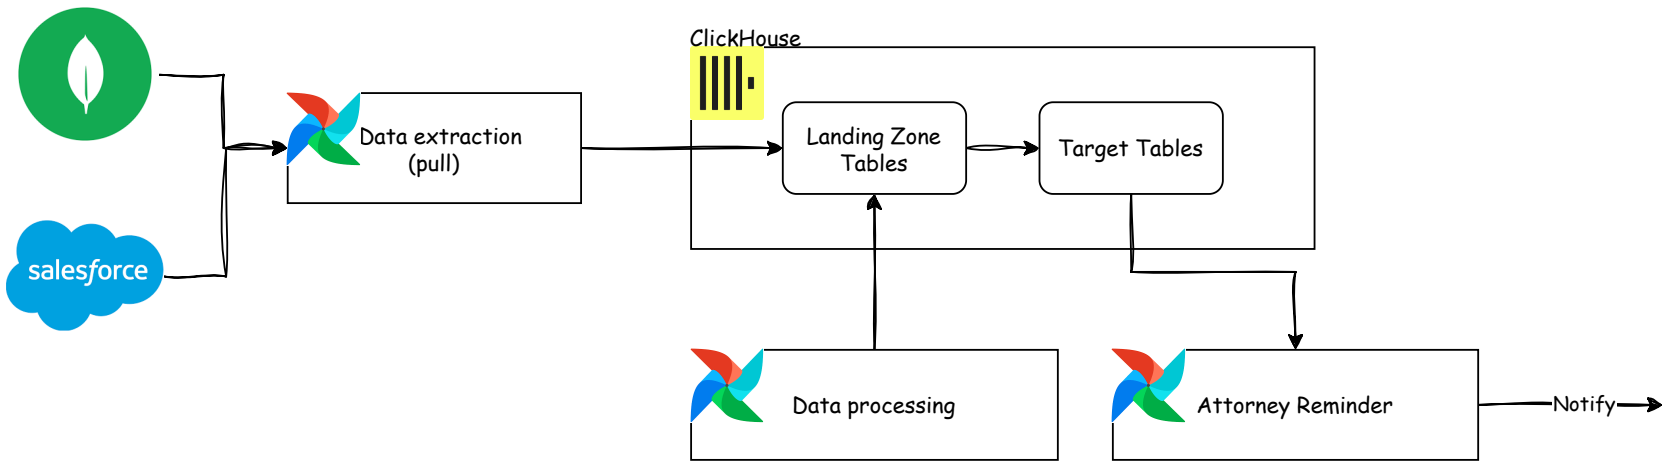 ClickHouse
Data extraction
(pull)
Landing Zone
Tables
Target Tables
salesforce
Data processing
Attorney Reminder
Notify